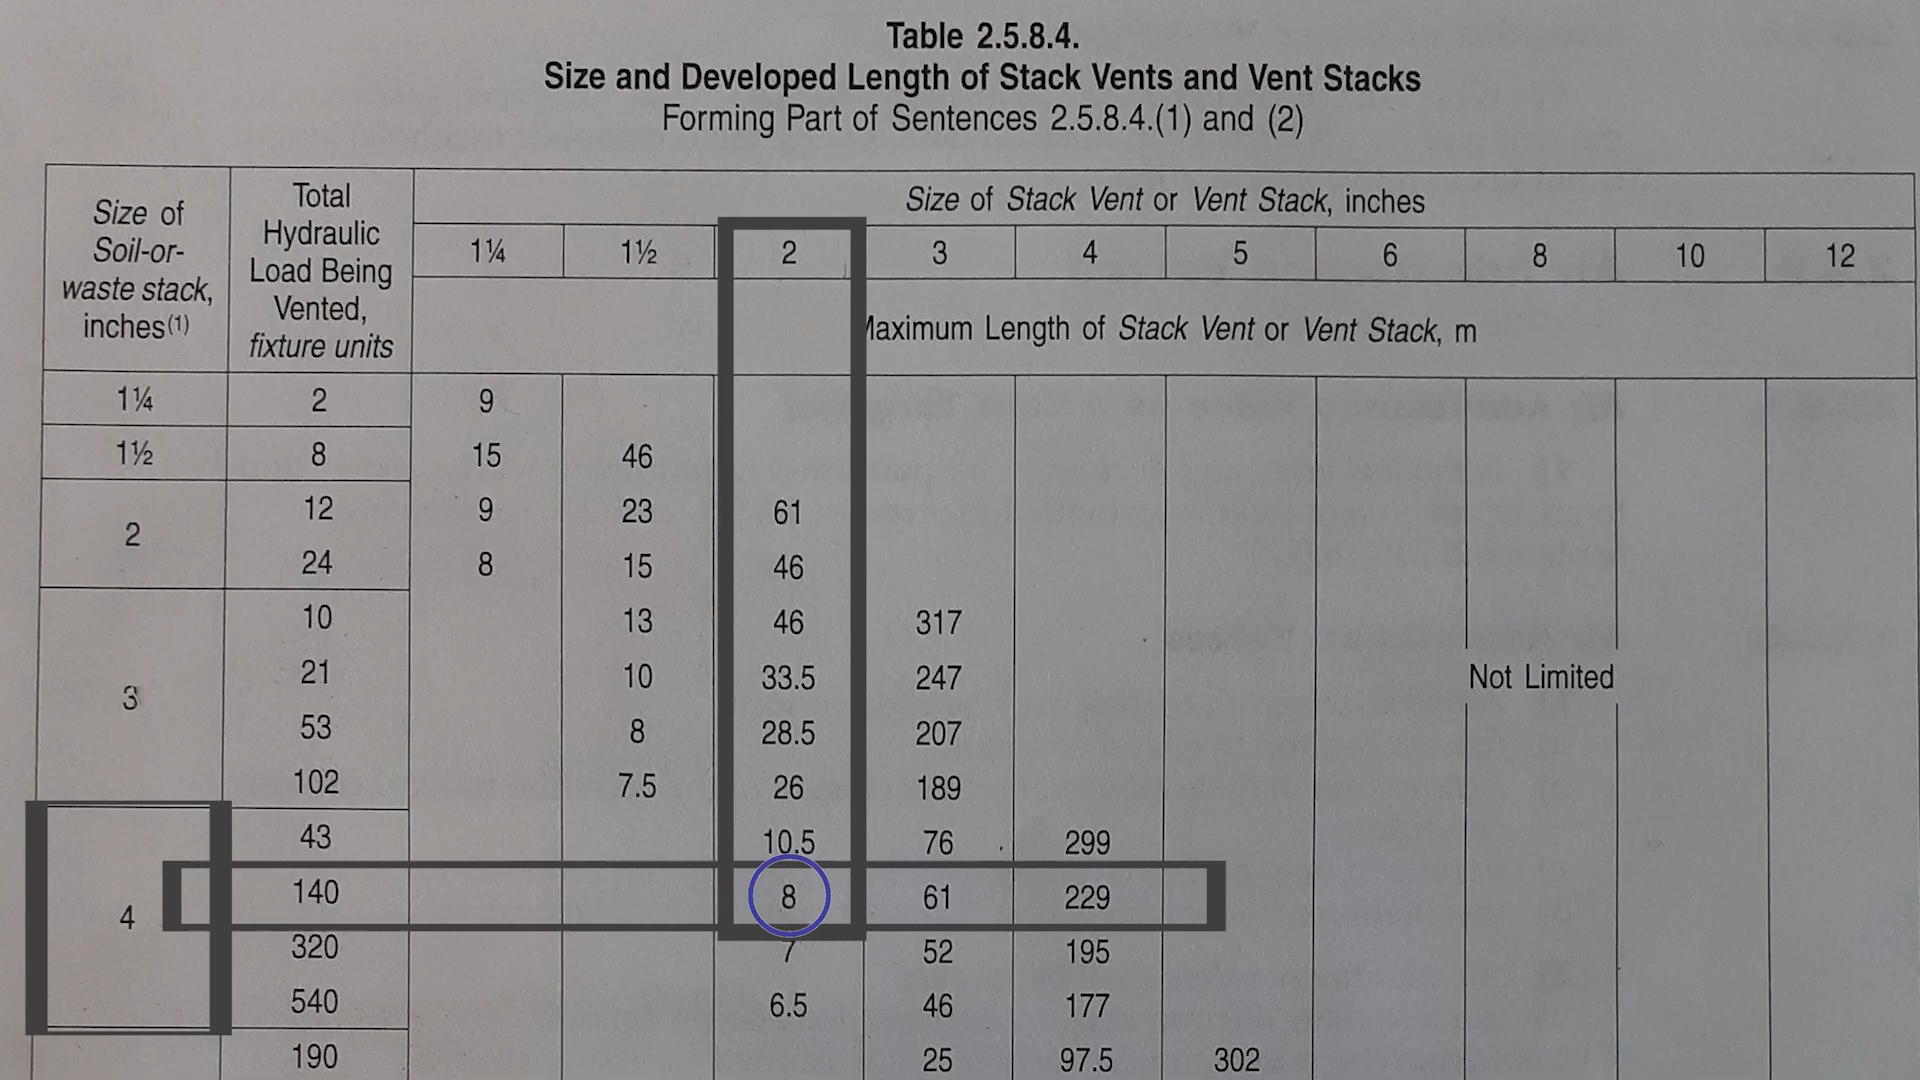 Table 2.5.8.4.
Size and Developed Length of Stack Vents and Vent Stacks
Forming Part of Sentences 2.5.8.4.(1) and (2)
Size of Soil-or-waste stack, inches(1)
Total Hydraulic Load Being Vented, fixture units
Size of Stack Vent or Vent Stack, inches
1¼ 1½ 2 3 4 5 6 8 10 12
Maximum Length of Stack Vent or Vent Stack, m
1¼ 2 9
1½ 8 15 46
2
12 9 23 61
24 8 15 46
3
10 13 46 317
21 10 33.5 247 Not Limited
53 8 28.5 207
102 7.5 26 189
4
43 10.5 76 299
140 8 61 229
320 7 52 195
540 6.5 46 177
190 25 97.5 302